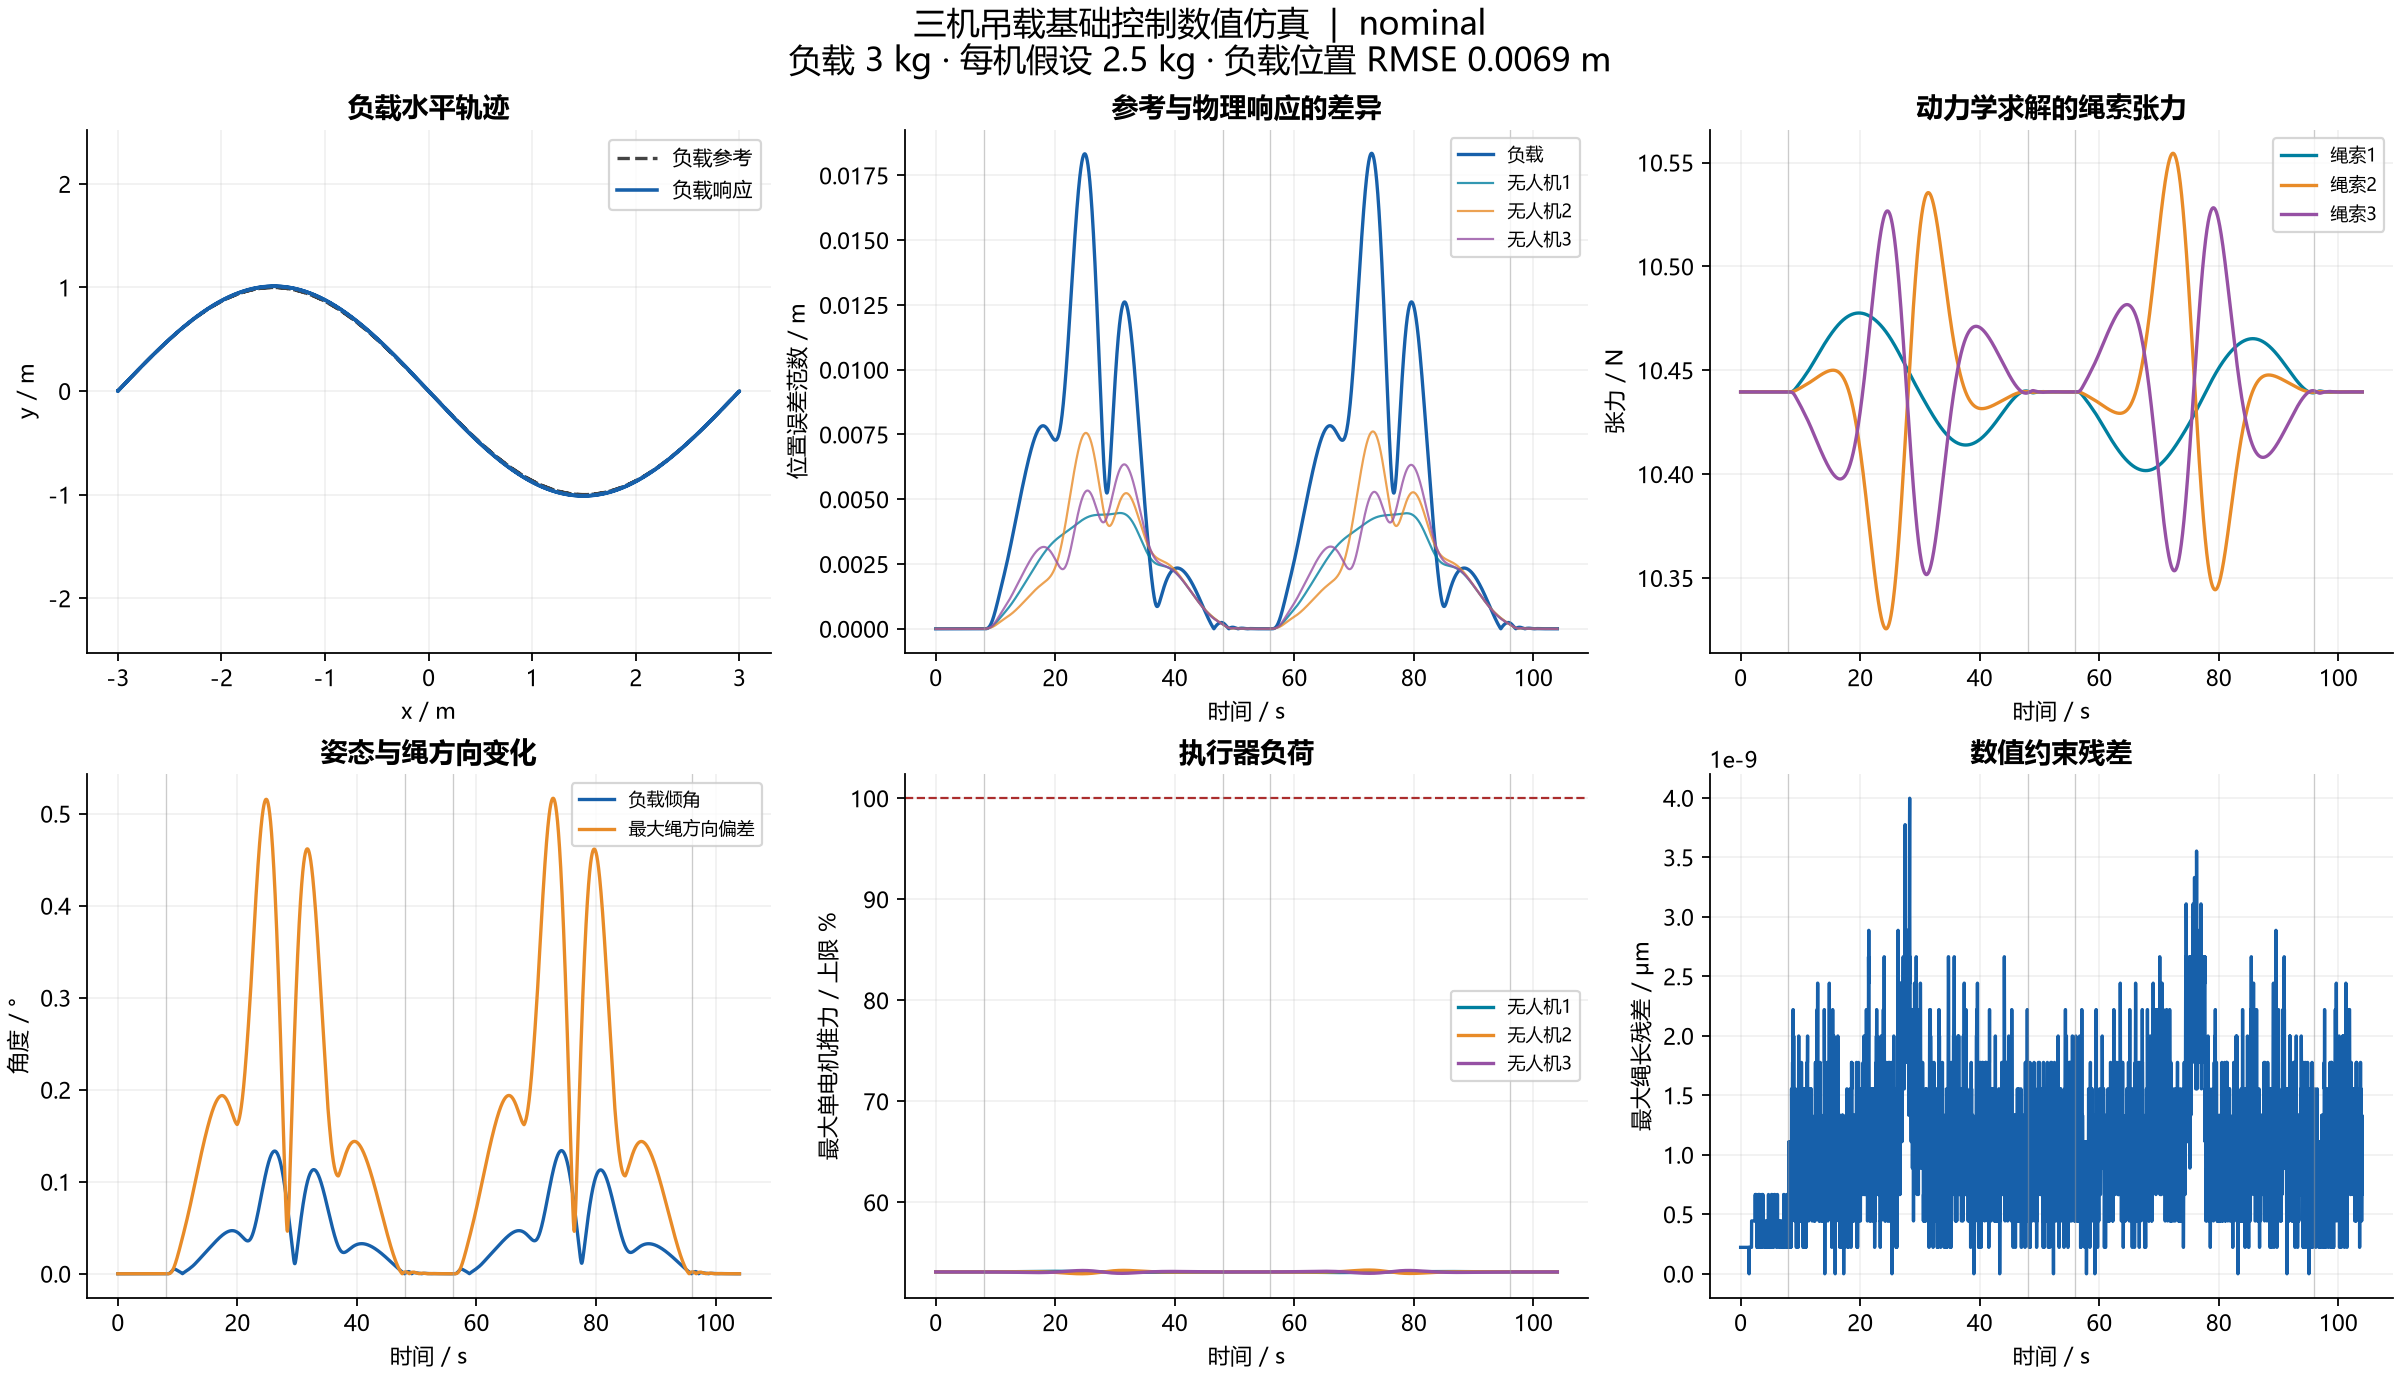 三机吊载基础控制数值仿真 | nominal
负载 3 kg · 每机假设 2.5 kg · 负载位置 RMSE 0.0069 m
负载水平轨迹
y / m
2
1
0
-1
-2
负载参考
负载响应
-3 -2 -1 0 1 2 3
x / m
参考与物理响应的差异
位置误差范数 / m
0.0175
0.0150
0.0125
0.0100
0.0075
0.0050
0.0025
0.0000
负载
无人机1
无人机2
无人机3
0 20 40 60 80 100
时间 / s
动力学求解的绳索张力
张力 / N
10.55
10.50
10.45
10.40
10.35
绳索1
绳索2
绳索3
0 20 40 60 80 100
时间 / s
姿态与绳方向变化
角度 / °
0.5
0.4
0.3
0.2
0.1
0.0
负载倾角
最大绳方向偏差
0 20 40 60 80 100
时间 / s
执行器负荷
最大单电机推力 / 上限 %
100
90
80
70
60
无人机1
无人机2
无人机3
0 20 40 60 80 100
时间 / s
数值约束残差
1e-9
最大绳长残差 / μm
4.0
3.5
3.0
2.5
2.0
1.5
1.0
0.5
0.0
0 20 40 60 80 100
时间 / s